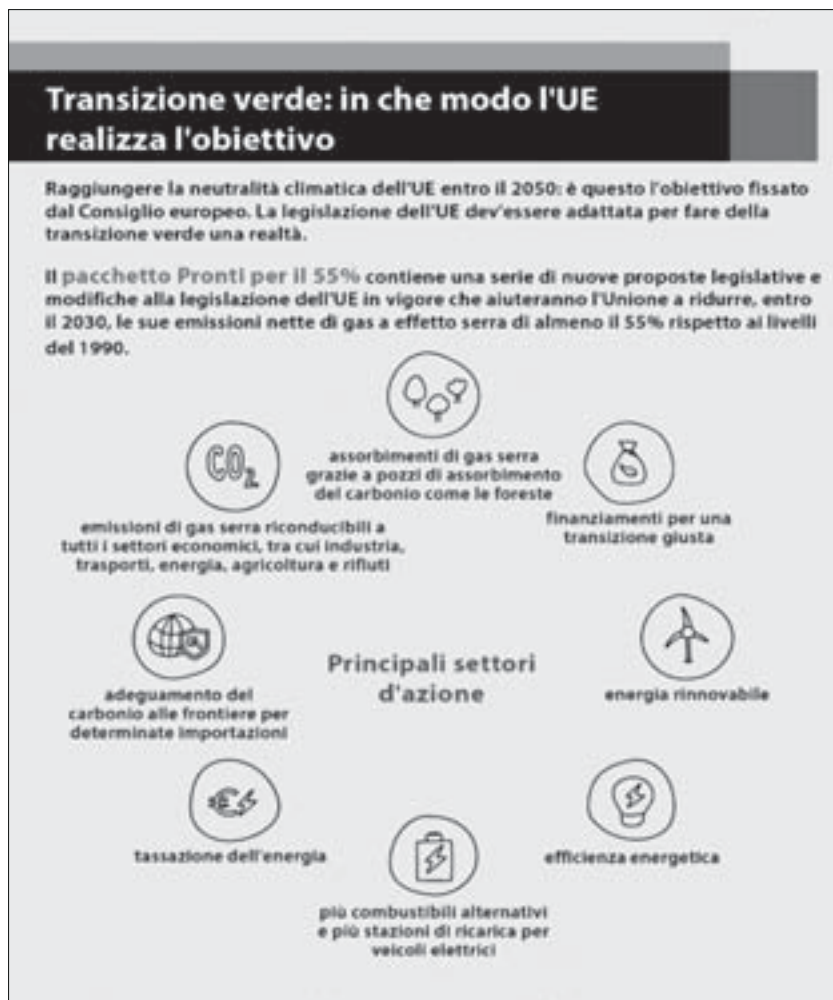 Transizione verde: in che modo l'UE
realizza l'obiettivo
Raggiungere la neutralità climatica dell'UE entro il 2050: è questo l'obiettivo fissato
dal Consiglio europeo. La legislazione dell'UE dev'essere adattata per fare della
transizione verde una realtà.
Il pacchetto Pronti per il 55% contiene una serie di nuove proposte legislative e
modifiche alla legislazione dell'UE in vigore che aiuteranno l'Unione a ridurre, entro
il 2030, le sue emissioni nette di gas a effetto serra di almeno il 55% rispetto ai livelli
del 1990.
assorbimenti di gas serra
grazie a pozzi di assorbimento
del carbonio come le foreste
CO2
emissioni di gas serra riconducibili a
tutti i settori economici, tra cui industria,
trasporti, energia, agricoltura e rifiuti
finanziamenti per una
transizione giusta
adeguamento del
carbonio alle frontiere per
determinate importazioni
Principali settori
d'azione
energia rinnovabile
tassazione dell'energia
efficienza energetica
più combustibili alternativi
e più stazioni di ricarica per
veicoli elettrici